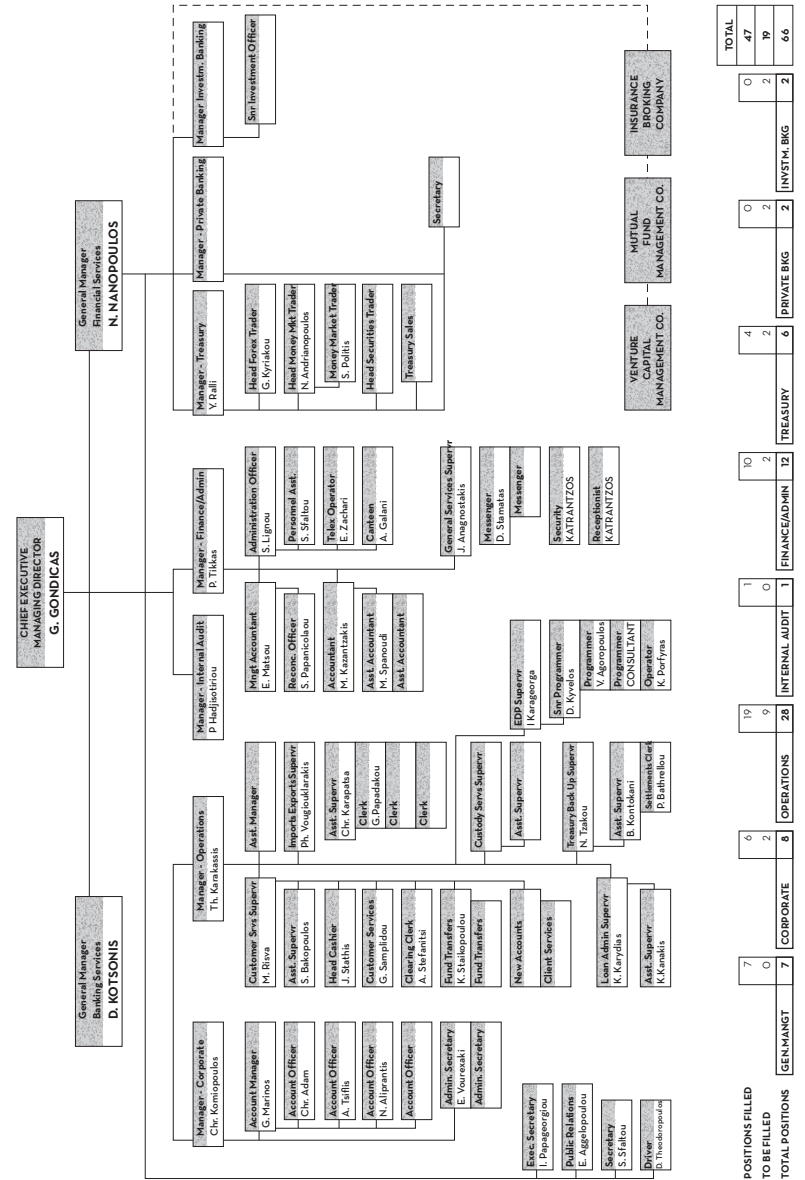 CHIEF EXECUTIVE
MANAGING DIRECTOR
G. GONDICAS
General Manager
Banking Services
D. KOTSONIS
General Manager
Financial Services
N. NANOPOULOS
Manager - Corporate
Chr. Komiopoulos
Account Manager
G. Marinos
Account Officer
Chr. Adam
Account Officer
A. Tsiflis
Account Officer
N. Aliprantis
Account Officer
Admin. Secretary
E. Vourexaki
Admin. Secretary
Exec. Secretary
I. Papageorgiou
Public Relations
E. Aggelopoulou
Secretary
S. Sfaltou
Driver
D. Theodoropoulos
Manager - Operations
Th. Karakassis
Customer Srvs Supervr
M. Risva
Asst. Supervr
S. Bakopoulos
Head Cashier
J. Stathis
Customer Services
G. Samplidou
Clearing Clerk
A. Stefanitsi
Fund Transfers
K. Staikopoulou
Fund Transfers
New Accounts
Client Services
Loan Admin Supervr
K. Karydias
Asst. Supervr
K.Kanakis
Asst. Manager
Imports Exports Supervr
Ph. Vougiouklarakis
Asst. Supervr
Chr. Karapatsa
Clerk
G.Papadakou
Clerk
Clerk
Custody Servs Supervr
Asst. Supervr
Treasury Back Up Supervr
N. Tzakou
Asst. Supervr
B. Kontokani
Settlements Clerk
P. Bathrellou
EDP Supervr
I Karageorga
Snr Programmer
D. Kyvelos
Programmer
V. Agoropoulos
Programmer
CONSULTANT
Operator
K. Porfyras
Manager - Internal Audit
P Hadjisotiriou
Manager - Finance/Admin
P. Tikkas
Mngt Accountant
E. Matsou
Reconc. Officer
S. Papanicolaou
Accountant
M. Kazantzakis
Asst. Accountant
M. Spanoudi
Asst. Accountant
Administration Officer
S. Lignou
Personnel Asst.
S. Sfaltou
Telex Operator
E. Zachari
Canteen
A. Galani
General Services Supervr
J. Anagnostakis
Messenger
D. Stamatas
Messenger
Security
KATRANTZOS
Receptionist
KATRANTZOS
Manager - Treasury
Y. Ralli
Head Forex Trader
G. Kyriakou
Head Money Mkt Trader
N. Andrianopoulos
Money Market Trader
S. Politis
Head Securities Trader
Treasury Sales
Secretary
Manager - Private Banking
Manager Investm. Banking
Snr Investment Officer
VENTURE
CAPITAL
MANAGEMENT CO.
MUTUAL
FUND
MANAGEMENT CO.
INSURANCE
BROKING
COMPANY
TOTAL
POSITIONS FILLED 7 6 19 1 10 4 0 0 47
TO BE FILLED 0 2 9 0 2 2 2 2 19
TOTAL POSITIONS GEN.MANGT 7 CORPORATE 8 OPERATIONS 28 INTERNAL AUDIT 1 FINANCE/ADMIN 12 TREASURY 6 PRIVATE BKG 2 INVSTM. BKG 2 66